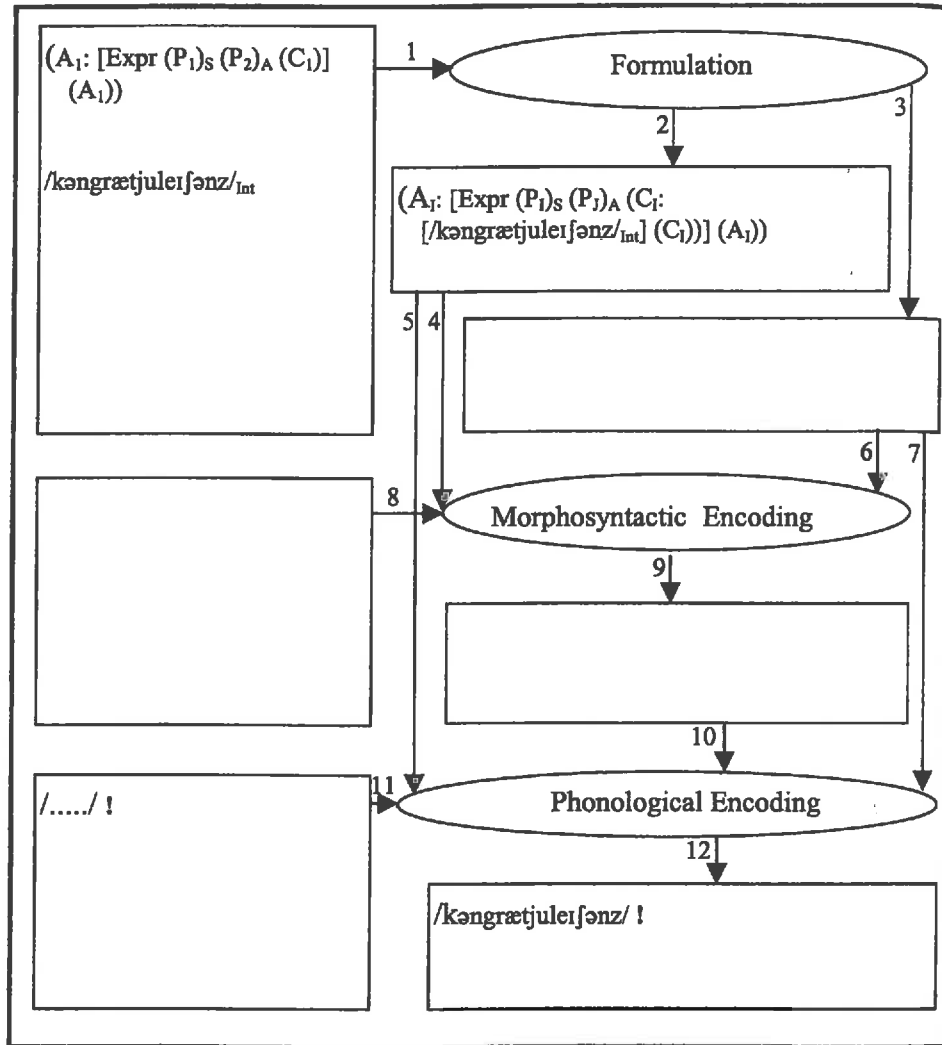 (A₁: [Expr (P₁)S (P₂)A (C₁)]
(A₁))
/kəngrætjuleɪʃənz/Int
1
Formulation
2
3
(AI: [Expr (PI)S (PJ)A (CI:
[/kəngrætjuleɪʃənz/Int] (CI))] (AI))
5
4
6
7
8
Morphosyntactic Encoding
9
10
/...../ !
11
Phonological Encoding
12
/kəngrætjuleɪʃənz/ !